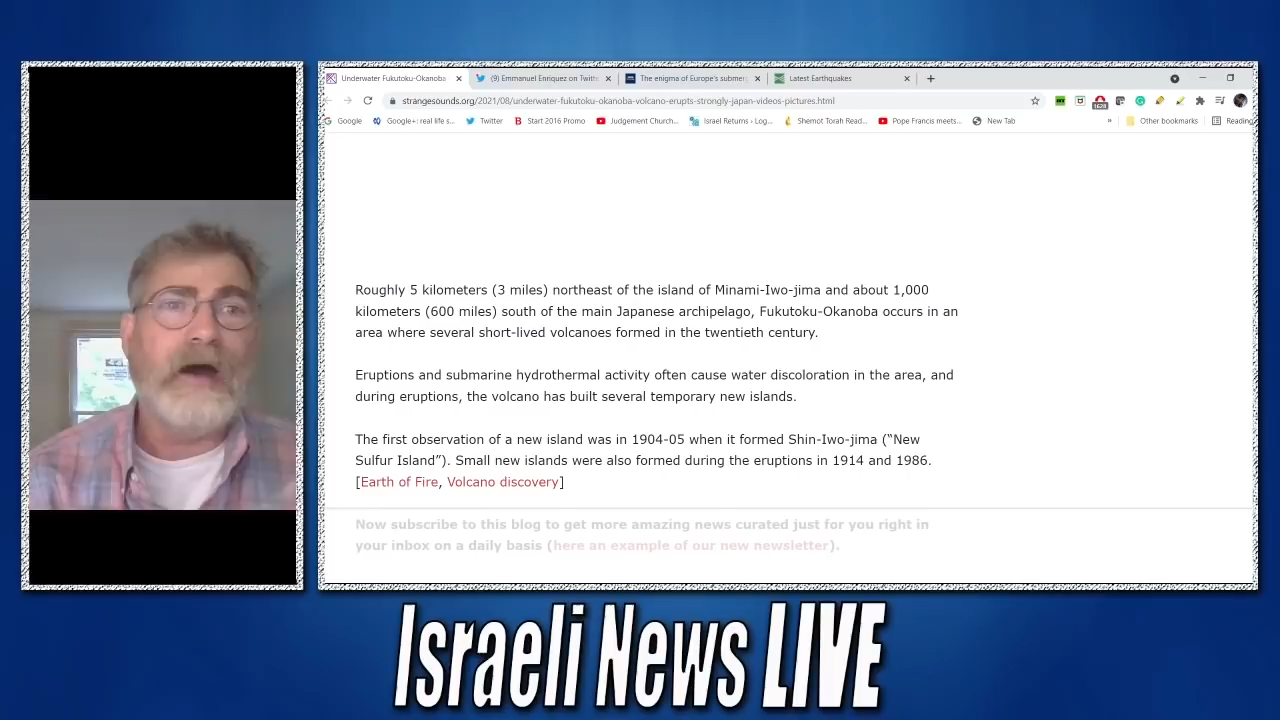 Underwater Fukutoku-Okanoba
(9) Emmanuel Enriquez on Twitte
The enigma of Europe's submer
Latest Earthquakes
strangesounds.org/2021/08/underwater-fukutoku-okanoba-volcano-erupts-strongly-japan-videos-pictures.html
1628
Google
Google+: real life s...
Twitter
Start 2016 Promo
Judgement Church...
Israel Returns › Log...
Shemot Torah Read...
Pope Francis meets...
New Tab
»
Other bookmarks
Reading
Roughly 5 kilometers (3 miles) northeast of the island of Minami-Iwo-jima and about 1,000
kilometers (600 miles) south of the main Japanese archipelago, Fukutoku-Okanoba occurs in an
area where several short-lived volcanoes formed in the twentieth century.
Eruptions and submarine hydrothermal activity often cause water discoloration in the area, and
during eruptions, the volcano has built several temporary new islands.
The first observation of a new island was in 1904-05 when it formed Shin-Iwo-jima (“New
Sulfur Island”). Small new islands were also formed during the eruptions in 1914 and 1986.
[Earth of Fire, Volcano discovery]
Now subscribe to this blog to get more amazing news curated just for you right in
your inbox on a daily basis (here an example of our new newsletter).
Israeli News LIVE